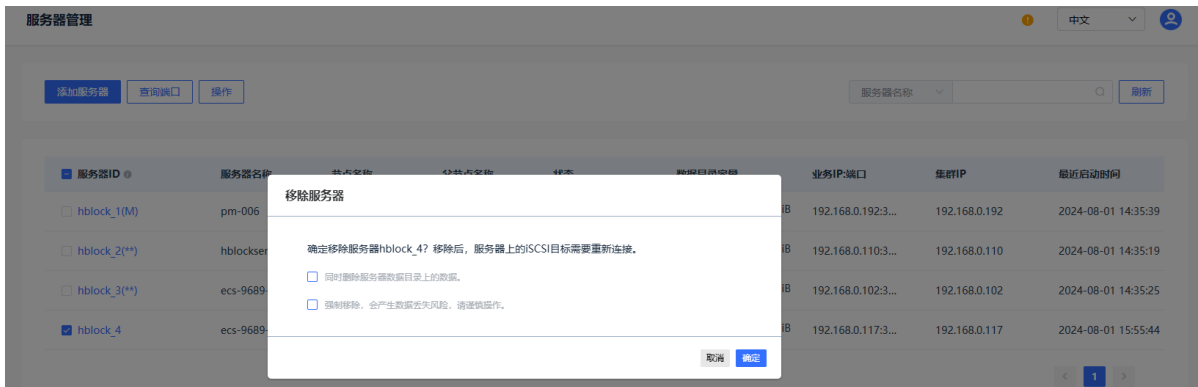 服务器管理
中文
添加服务器 查询端口 操作 服务器名称 刷新
服务器ID 服务器名称 节点名称 父节点名称 状态 数据目录容量 业务IP:端口 集群IP 最近启动时间
移除服务器
hblock_1(M) pm-006 iB 192.168.0.192:3... 192.168.0.192 2024-08-01 14:35:39
确定移除服务器hblock_4? 移除后，服务器上的iSCSI目标需要重新连接。
hblock_2(**) hblockser iB 192.168.0.110:3... 192.168.0.110 2024-08-01 14:35:19
同时删除服务器数据目录上的数据。
hblock_3(**) ecs-9689- iB 192.168.0.102:3... 192.168.0.102 2024-08-01 14:35:25
强制移除，会产生数据丢失风险，请谨慎操作。
hblock_4 ecs-9689- iB 192.168.0.117:3... 192.168.0.117 2024-08-01 15:55:44
取消 确定
< 1 >